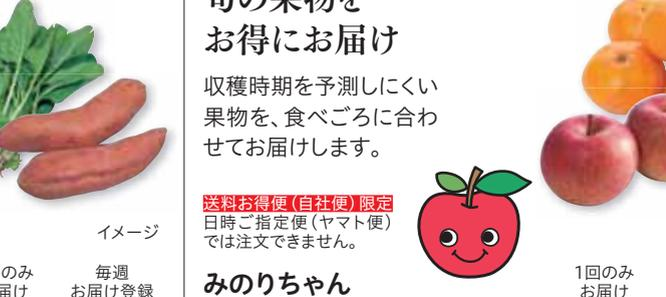 旬の果物を
お得にお届け
収穫時期を予測しにくい
果物を、食べごろに合わ
せてお届けします。
送料お得便(自社便)限定
日時ご指定便(ヤマト便)
では注文できません。
みのりちゃん
イメージ
のみ
届け
毎週
お届け登録
1回のみ
お届け